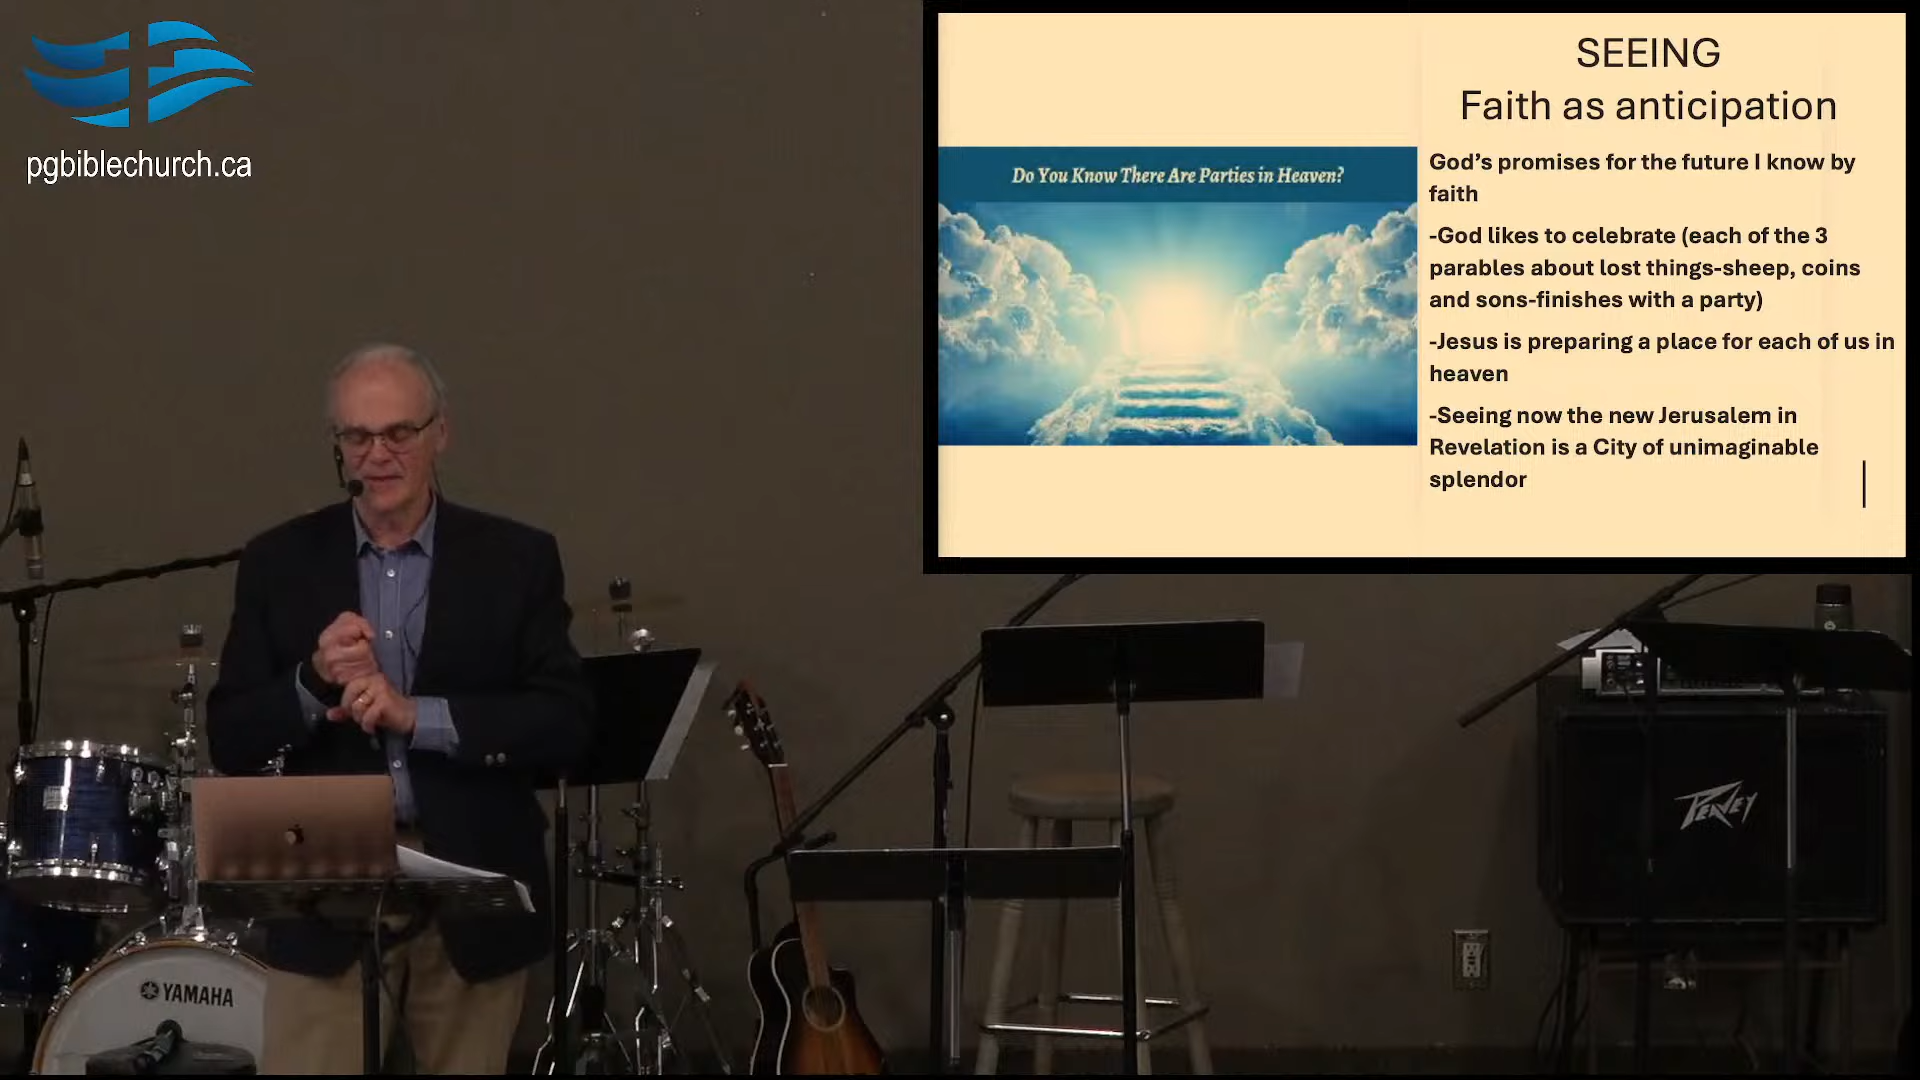 pgbiblechurch.ca
SEEING
Faith as anticipation
Do You Know There Are Parties in Heaven?
God's promises for the future I know by
faith
-God likes to celebrate (each of the 3
parables about lost things-sheep, coins
and sons-finishes with a party)
-Jesus is preparing a place for each of us in
heaven
-Seeing now the new Jerusalem in
Revelation is a City of unimaginable
splendor
PEAVEY
YAMAHA